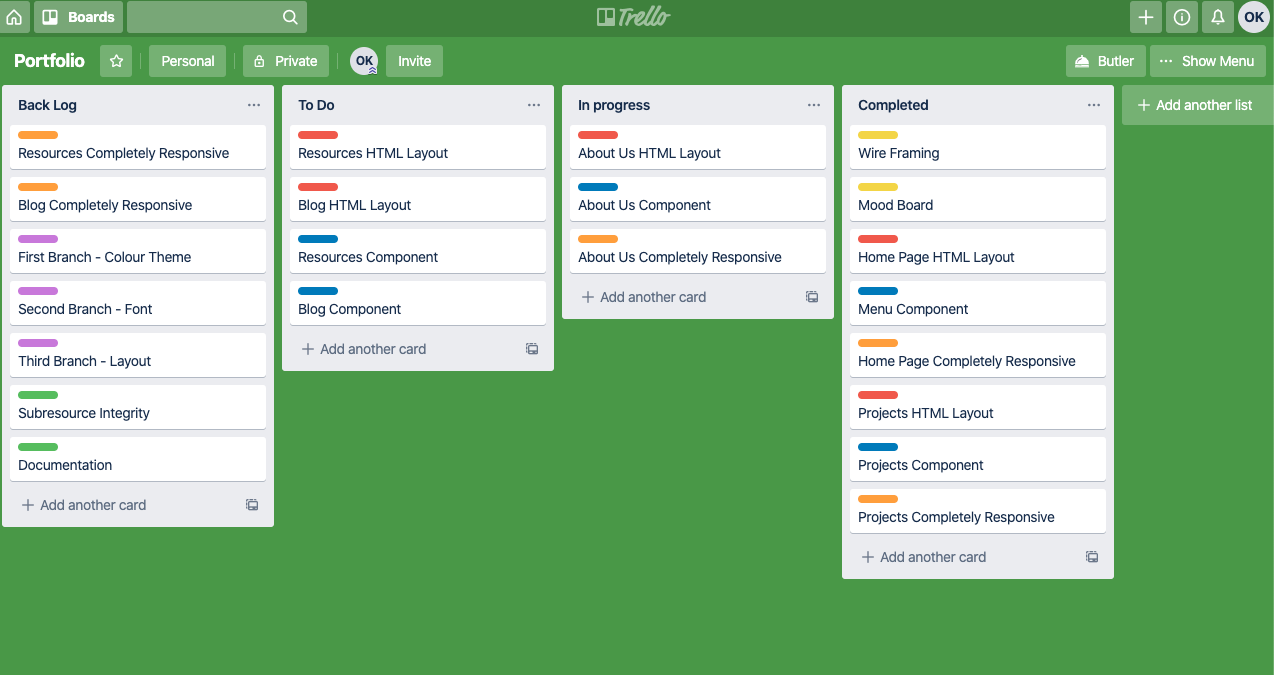 Boards
Trello
OK
Portfolio
Personal
Private
OK
Invite
Butler
Show Menu
Back Log
Resources Completely Responsive
Blog Completely Responsive
First Branch - Colour Theme
Second Branch - Font
Third Branch - Layout
Subresource Integrity
Documentation
Add another card
To Do
Resources HTML Layout
Blog HTML Layout
Resources Component
Blog Component
Add another card
In progress
About Us HTML Layout
About Us Component
About Us Completely Responsive
Add another card
Completed
Wire Framing
Mood Board
Home Page HTML Layout
Menu Component
Home Page Completely Responsive
Projects HTML Layout
Projects Component
Projects Completely Responsive
Add another card
Add another list